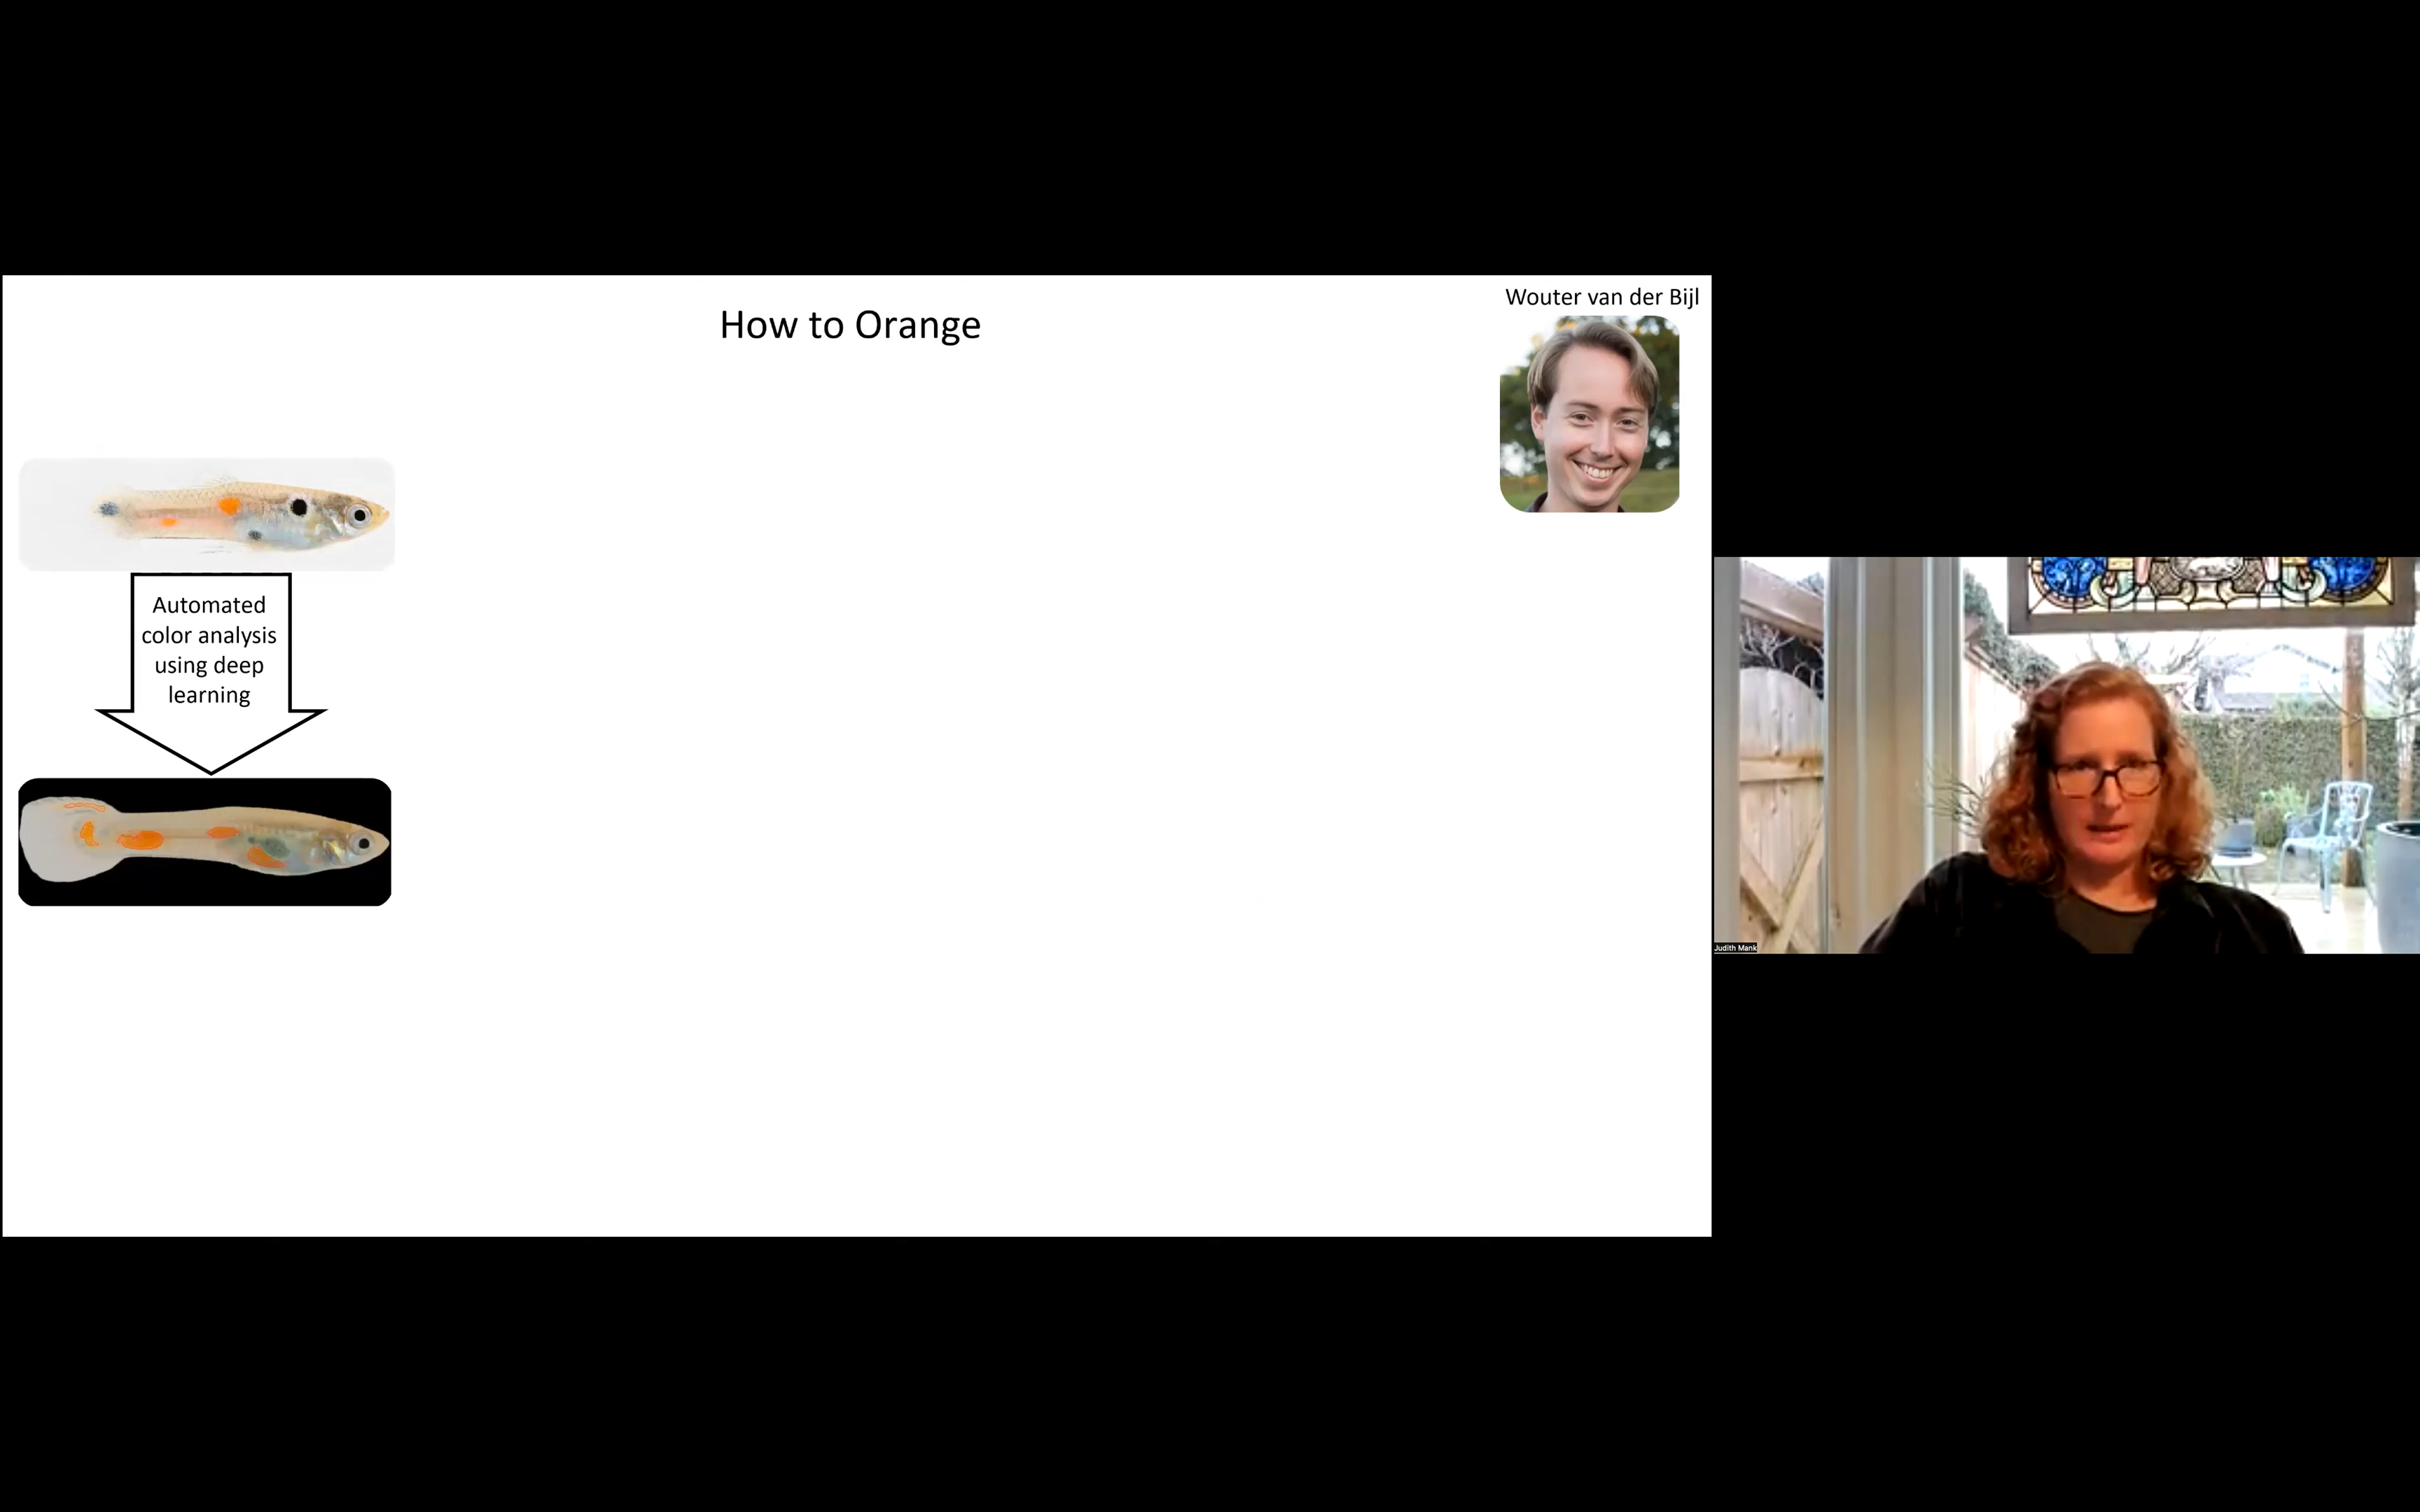 Wouter van der Bijl
How to Orange
Automated
color analysis
using deep
learning
Judith Mank